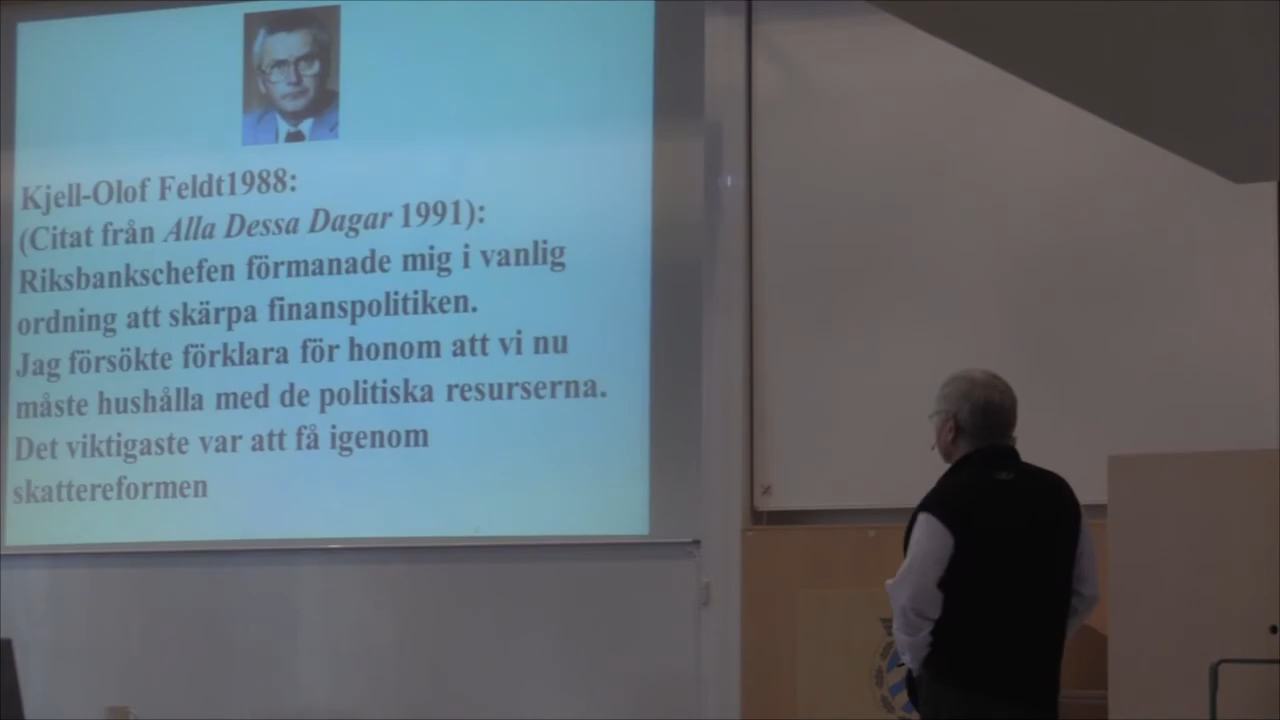 Kjell-Olof Feldt1988:
(Citat från Alla Dessa Dagar 1991):
Riksbankschefen förmanade mig i vanlig
ordning att skärpa finanspolitiken.
Jag försökte förklara för honom att vi nu
måste hushålla med de politiska resurserna.
Det viktigaste var att få igenom
skattereformen